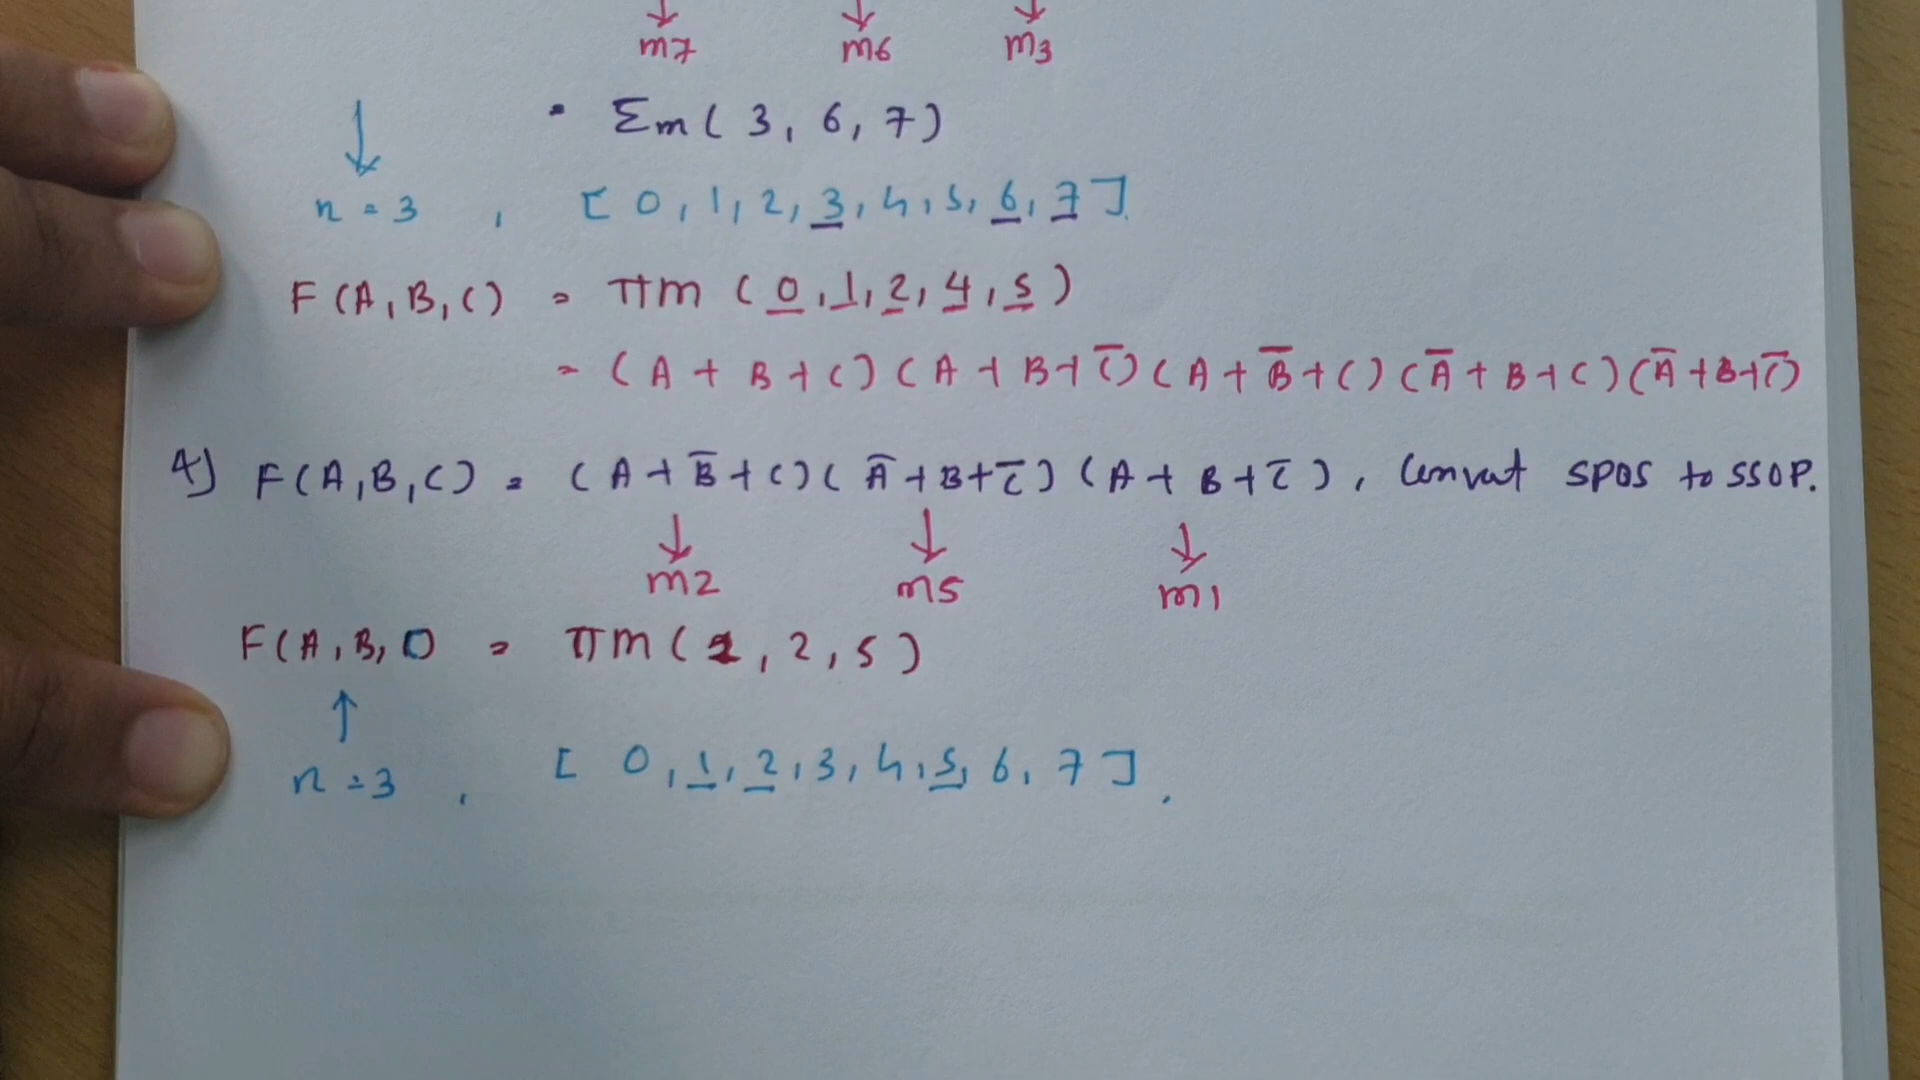 m7 m6 m3
= Σm ( 3, 6, 7 )
n = 3 , [ 0, 1, 2, 3, 4, 5, 6, 7 ].
F (A, B, C) = πm ( 0, 1, 2, 4, 5 )
= ( A + B + C ) ( A + B + C̅ ) ( A + B̅ + C ) ( A̅ + B + C ) ( A̅ + B + C̅ )
4) F(A, B, C) = ( A + B̅ + C ) ( A̅ + B + C̅ ) ( A + B + C̅ ) , Convert SPOS to SSOP.
m2 m5 m1
F(A, B, C) = πm ( 1, 2, 5 )
n = 3 , [ 0, 1, 2, 3, 4, 5, 6, 7 ] .